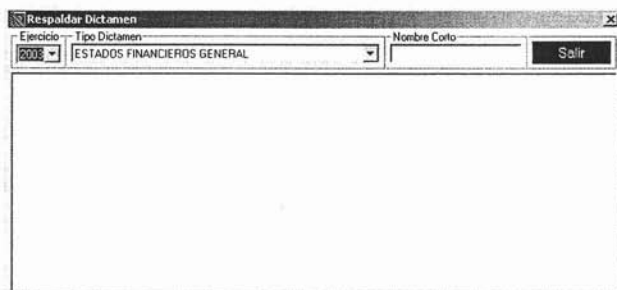 Respaldar Dictamen
Ejercicio Tipo Dictamen Nombre Corto
2003 ESTADOS FINANCIEROS GENERAL Salir